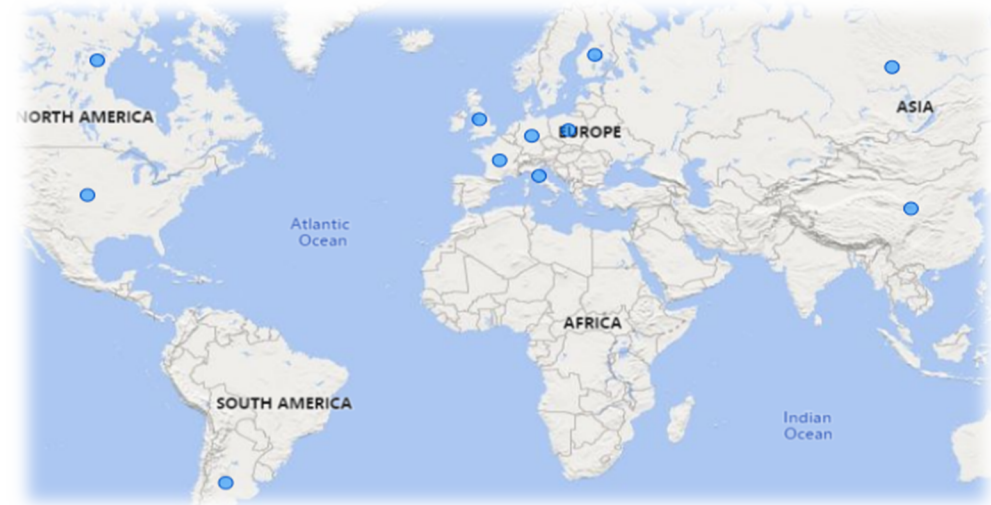 ASIA
NORTH AMERICA
EUROPE
Atlantic
Ocean
AFRICA
SOUTH AMERICA
Indian
Ocean